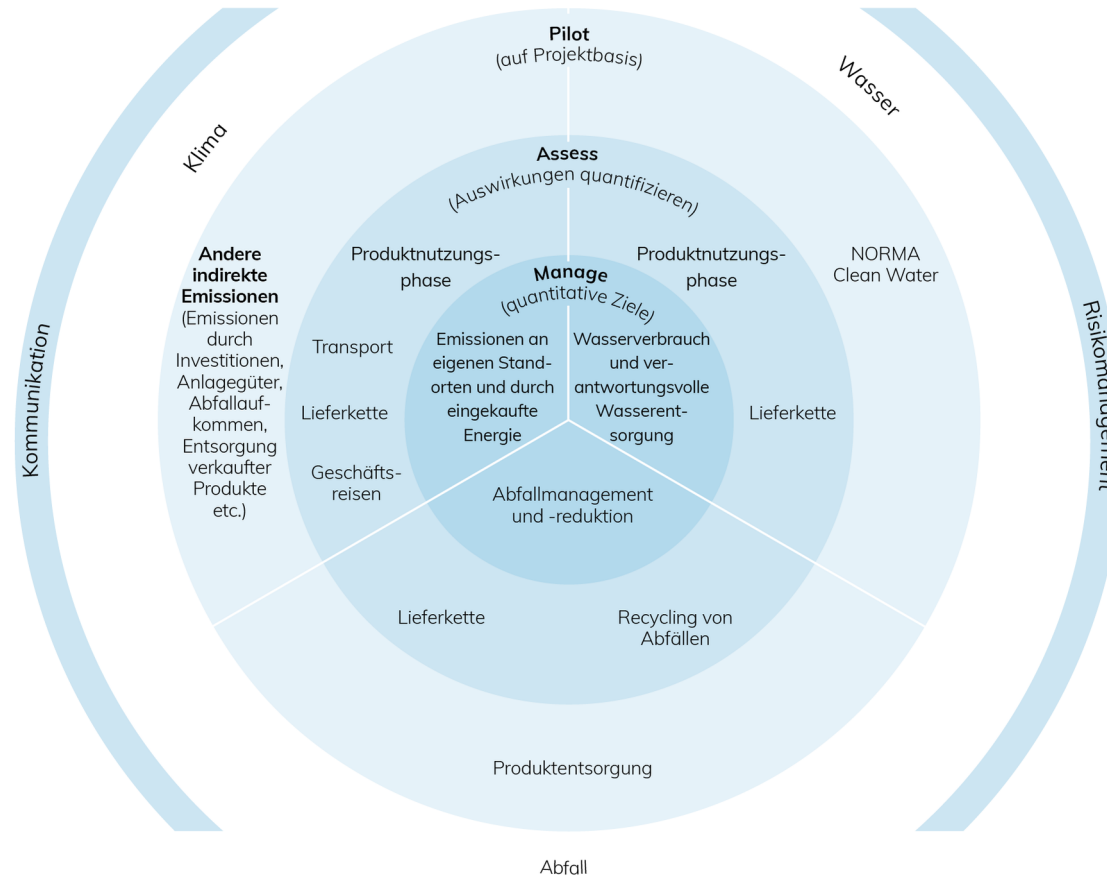 Pilot
(auf Projektbasis)
Klima
Wasser
Assess
(Auswirkungen quantifizieren)
Andere
indirekte
Emissionen
(Emissionen
durch
Investitionen,
Anlagegüter,
Abfallauf-
kommen,
Entsorgung
verkaufter
Produkte
etc.)
Produktnutzungs-
phase
Produktnutzungs-
phase
NORMA
Clean Water
Manage
(quantitative Ziele)
Kommunikation
Risikomanagement
Transport
Lieferkette
Geschäfts-
reisen
Emissionen an
eigenen Stand-
orten und durch
eingekaufte
Energie
Wasserverbrauch
und ver-
antwortungsvolle
Wasserent-
sorgung
Lieferkette
Abfallmanagement
und -reduktion
Lieferkette
Recycling von
Abfällen
Produktentsorgung
Abfall